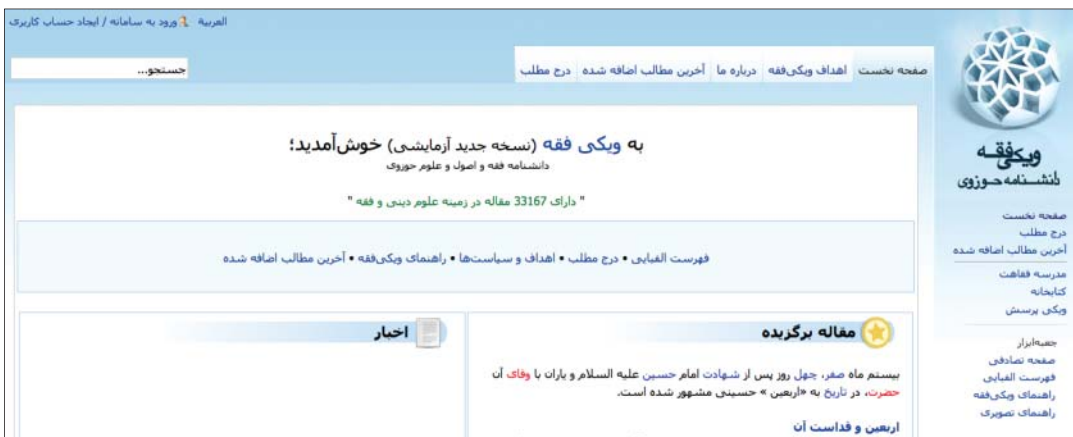 العربية ورود به سامانه / ایجاد حساب کاربری
صفحه نخست اهداف ویکی‌فقه درباره ما آخرین مطالب اضافه شده درج مطلب
جستجو...
ویکی‌فقه
دانشنامه حوزوی
صفحه نخست
درج مطلب
آخرین مطالب اضافه شده
مدرسه فقاهت
کتابخانه
ویکی پرسش
جعبه‌ابزار
صفحه تصادفی
فهرست الفبایی
راهنمای ویکی‌فقه
راهنمای تصویری
به ویکی فقه (نسخه جدید آزمایشی) خوش‌آمدید؛
دانشنامه فقه و اصول و علوم حوزوی
" دارای 33167 مقاله در زمینه علوم دینی و فقه "
فهرست الفبایی • درج مطلب • اهداف و سیاست‌ها • راهنمای ویکی‌فقه • آخرین مطالب اضافه شده
مقاله برگزیده
بیستم ماه صفر، چهل روز پس از شهادت امام حسین علیه السلام و یاران با وفای آن
حضرت، در تاریخ به «اربعین » حسینی مشهور شده است.
اربعین و قداست آن
اخبار